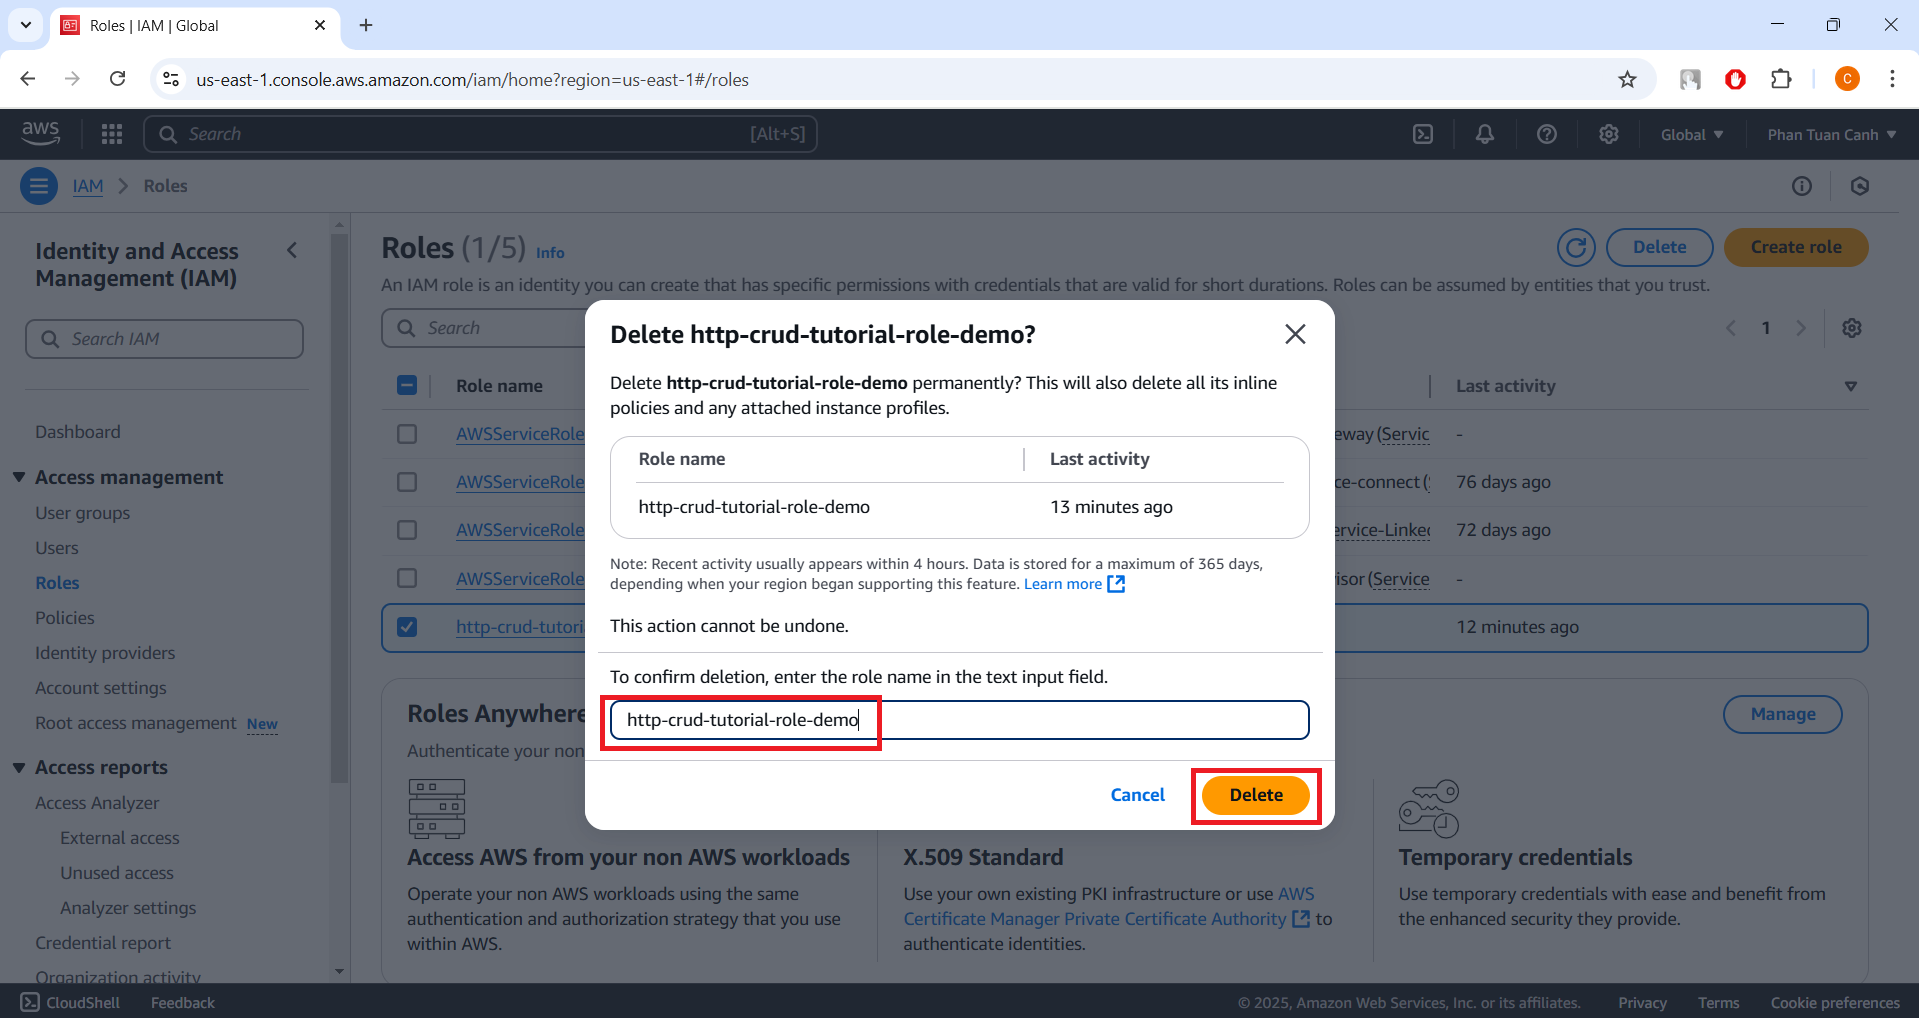 Roles | IAM | Global
us-east-1.console.aws.amazon.com/iam/home?region=us-east-1#/roles
C
aws
Search
[Alt+S]
Global
Phan Tuan Canh
IAM
Roles
Identity and Access
Management (IAM)
Search IAM
Dashboard
Access management
User groups
Users
Roles
Policies
Identity providers
Account settings
Root access management New
Access reports
Access Analyzer
External access
Unused access
Analyzer settings
Credential report
Organization activity
Roles (1/5) Info
Delete
Create role
An IAM role is an identity you can create that has specific permissions with credentials that are valid for short durations. Roles can be assumed by entities that you trust.
Search
1
Role name
Last activity
AWSServiceRole
eway (Servic
-
AWSServiceRole
ce-connect (
76 days ago
AWSServiceRole
ervice-Linked
72 days ago
AWSServiceRole
isor (Service
-
http-crud-tutori
12 minutes ago
Delete http-crud-tutorial-role-demo?
Delete http-crud-tutorial-role-demo permanently? This will also delete all its inline
policies and any attached instance profiles.
Role name
Last activity
http-crud-tutorial-role-demo
13 minutes ago
Note: Recent activity usually appears within 4 hours. Data is stored for a maximum of 365 days,
depending when your region began supporting this feature. Learn more
This action cannot be undone.
To confirm deletion, enter the role name in the text input field.
http-crud-tutorial-role-demo
Cancel
Delete
Roles Anywhere
Manage
Authenticate your non
Access AWS from your non AWS workloads
Operate your non AWS workloads using the same
authentication and authorization strategy that you use
within AWS.
X.509 Standard
Use your own existing PKI infrastructure or use AWS
Certificate Manager Private Certificate Authority to
authenticate identities.
Temporary credentials
Use temporary credentials with ease and benefit from
the enhanced security they provide.
CloudShell
Feedback
© 2025, Amazon Web Services, Inc. or its affiliates.
Privacy
Terms
Cookie preferences